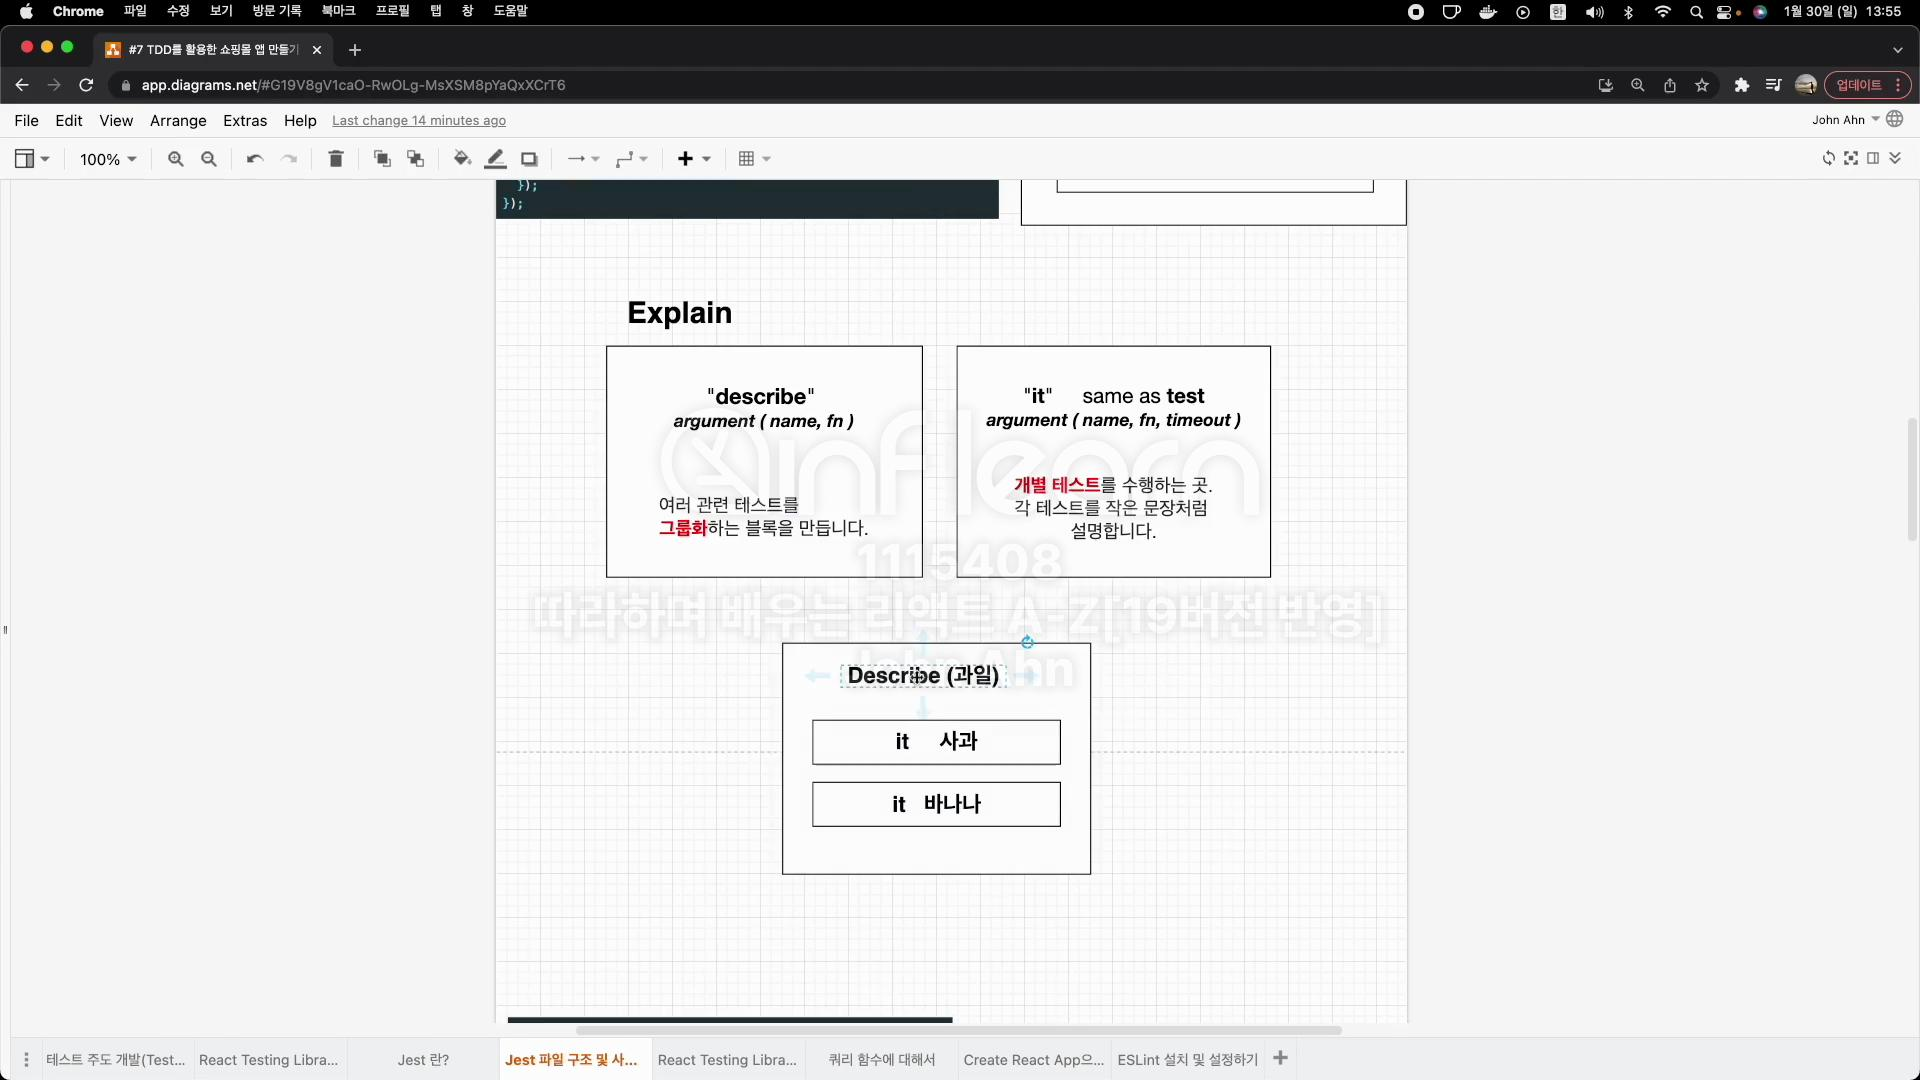 Chrome 파일 수정 보기 방문 기록 북마크 프로필 탭 창 도움말 1월 30일 (일) 13:55
#7 TDD를 활용한 쇼핑몰 앱 만들기
app.diagrams.net/#G19V8gV1caO-RwOLg-MsXSM8pYaQxXCrT6 업데이트
File Edit View Arrange Extras Help Last change 14 minutes ago John Ahn
100%
});
});
Explain
"describe"
argument ( name, fn )
여러 관련 테스트를
그룹화하는 블록을 만듭니다.
"it" same as test
argument ( name, fn, timeout )
개별 테스트를 수행하는 곳.
각 테스트를 작은 문장처럼
설명합니다.
inflearn
1115408
따라하며 배우는 리액트 A-Z[19버전 반영]
John Ahn
Describe (과일)
it 사과
it 바나나
테스트 주도 개발(Test... React Testing Libra... Jest 란? Jest 파일 구조 및 사... React Testing Libra... 쿼리 함수에 대해서 Create React App으... ESLint 설치 및 설정하기